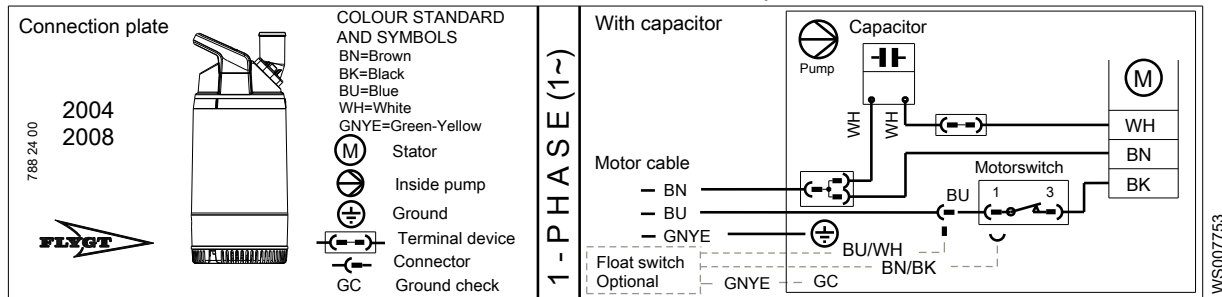 Connection plate
2004
2008
788 24 00
FLYGT
COLOUR STANDARD
AND SYMBOLS
BN=Brown
BK=Black
BU=Blue
WH=White
GNYE=Green-Yellow
M Stator
Inside pump
Ground
Terminal device
Connector
GC Ground check
1-PHASE (1~)
With capacitor
Pump
Capacitor
M
WH
WH
WH
BN
BK
Motorswitch
1 3
Motor cable
BN
BU
BU
GNYE
BU/WH
BN/BK
Float switch
Optional
GNYE
GC
WS007753